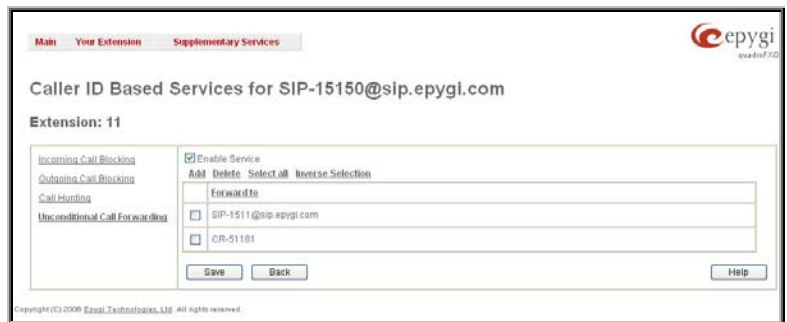 Main Your Extension Supplementary Services
epygi
quadroFXO
Caller ID Based Services for SIP-15150@sip.epygi.com
Extension: 11
Incoming Call Blocking
Outgoing Call Blocking
Call Hunting
Unconditional Call Forwarding
Enable Service
Add Delete Select all Inverse Selection
Forward to
SIP-1511@sip.epygi.com
CR-51181
Save Back Help
Copyright (C) 2006 Epygi Technologies, Ltd. All rights reserved.